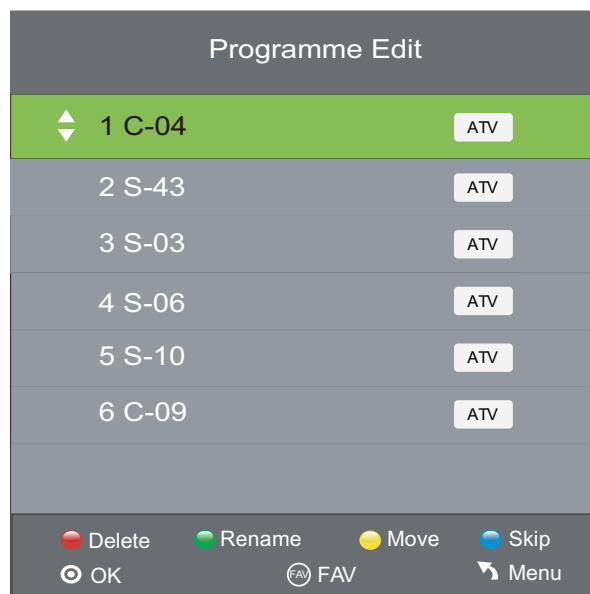 Programme Edit
1 C-04 ATV
2 S-43 ATV
3 S-03 ATV
4 S-06 ATV
5 S-10 ATV
6 C-09 ATV
Delete Rename Move Skip
OK FAV FAV Menu